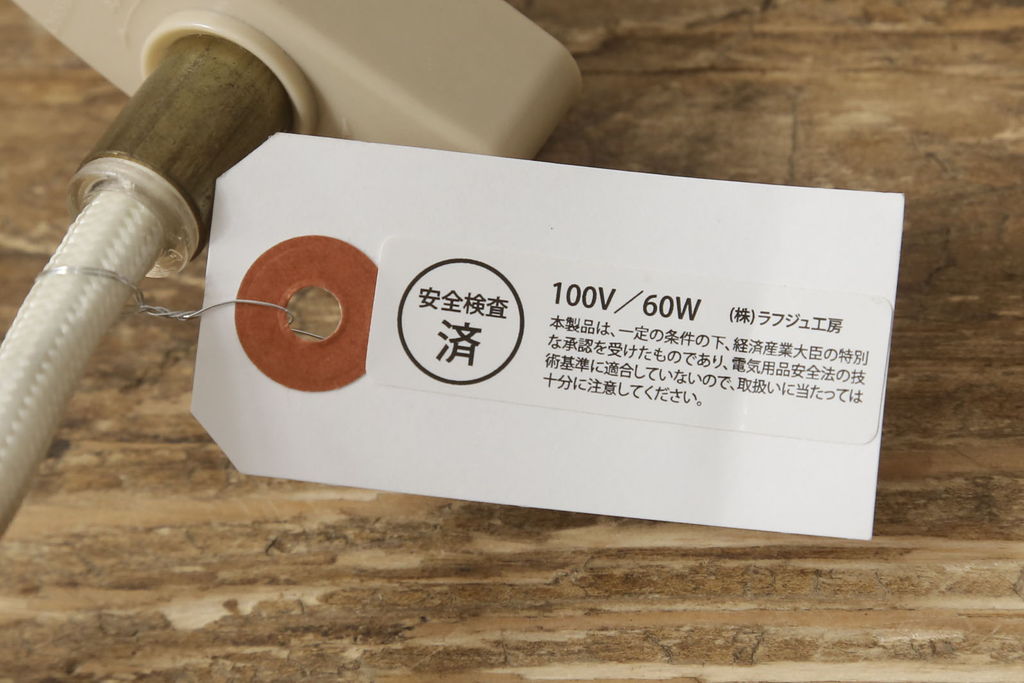 安全検査
済
100V／60W (株)ラフジュ工房
本製品は、一定の条件の下、経済産業大臣の特別
な承認を受けたものであり、電気用品安全法の技
術基準に適合していないので、取扱いに当たっては
十分に注意してください。